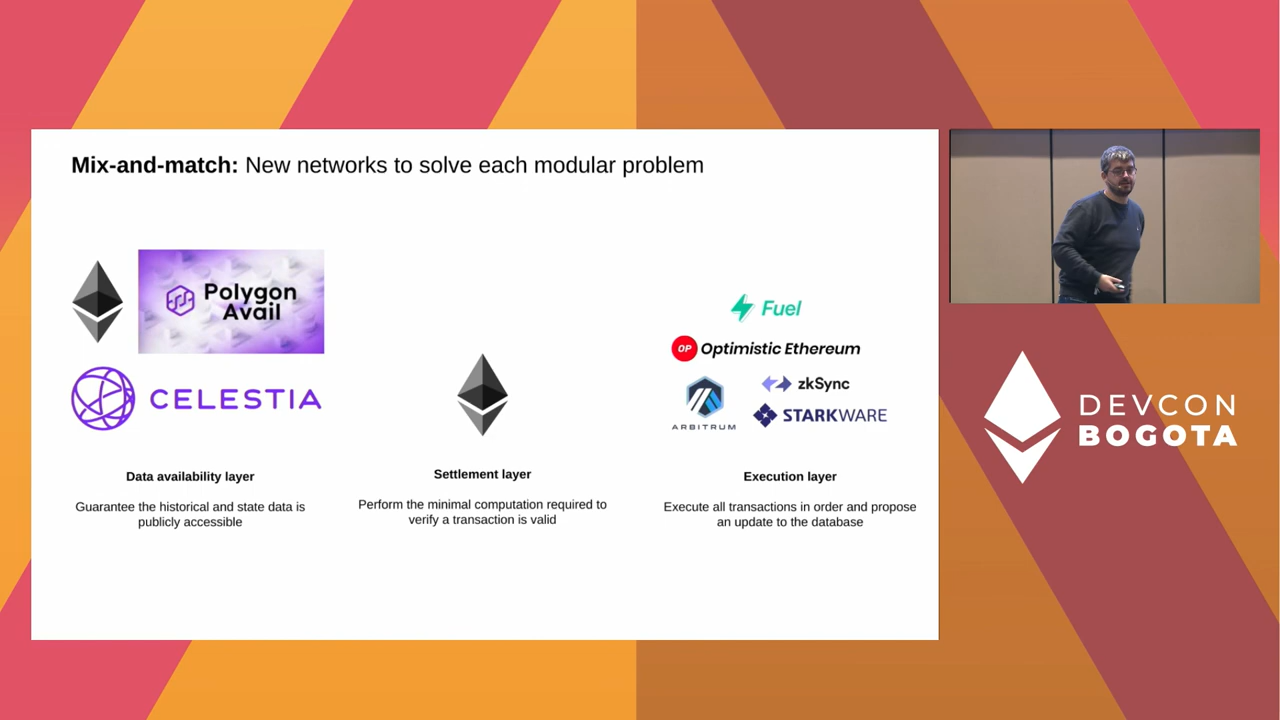 Mix-and-match: New networks to solve each modular problem
Polygon
Avail
CELESTIA
Data availability layer
Guarantee the historical and state data is
publicly accessible
Settlement layer
Perform the minimal computation required to
verify a transaction is valid
Fuel
OP Optimistic Ethereum
ARBITRUM
zkSync
STARKWARE
Execution layer
Execute all transactions in order and propose
an update to the database
DEVCON
BOGOTA